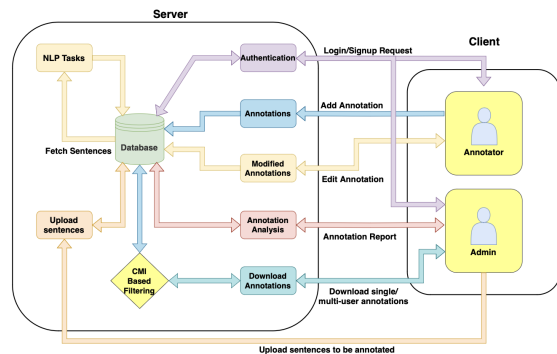 Server
Client
NLP Tasks
Authentication
Login/Signup Request
Annotations
Add Annotation
Annotator
Database
Fetch Sentences
Modified
Annotations
Edit Annotation
Upload
sentences
Annotation
Analysis
Annotation Report
Admin
CMI
Based
Filtering
Download
Annotations
Download single/
multi-user annotations
Upload sentences to be annotated